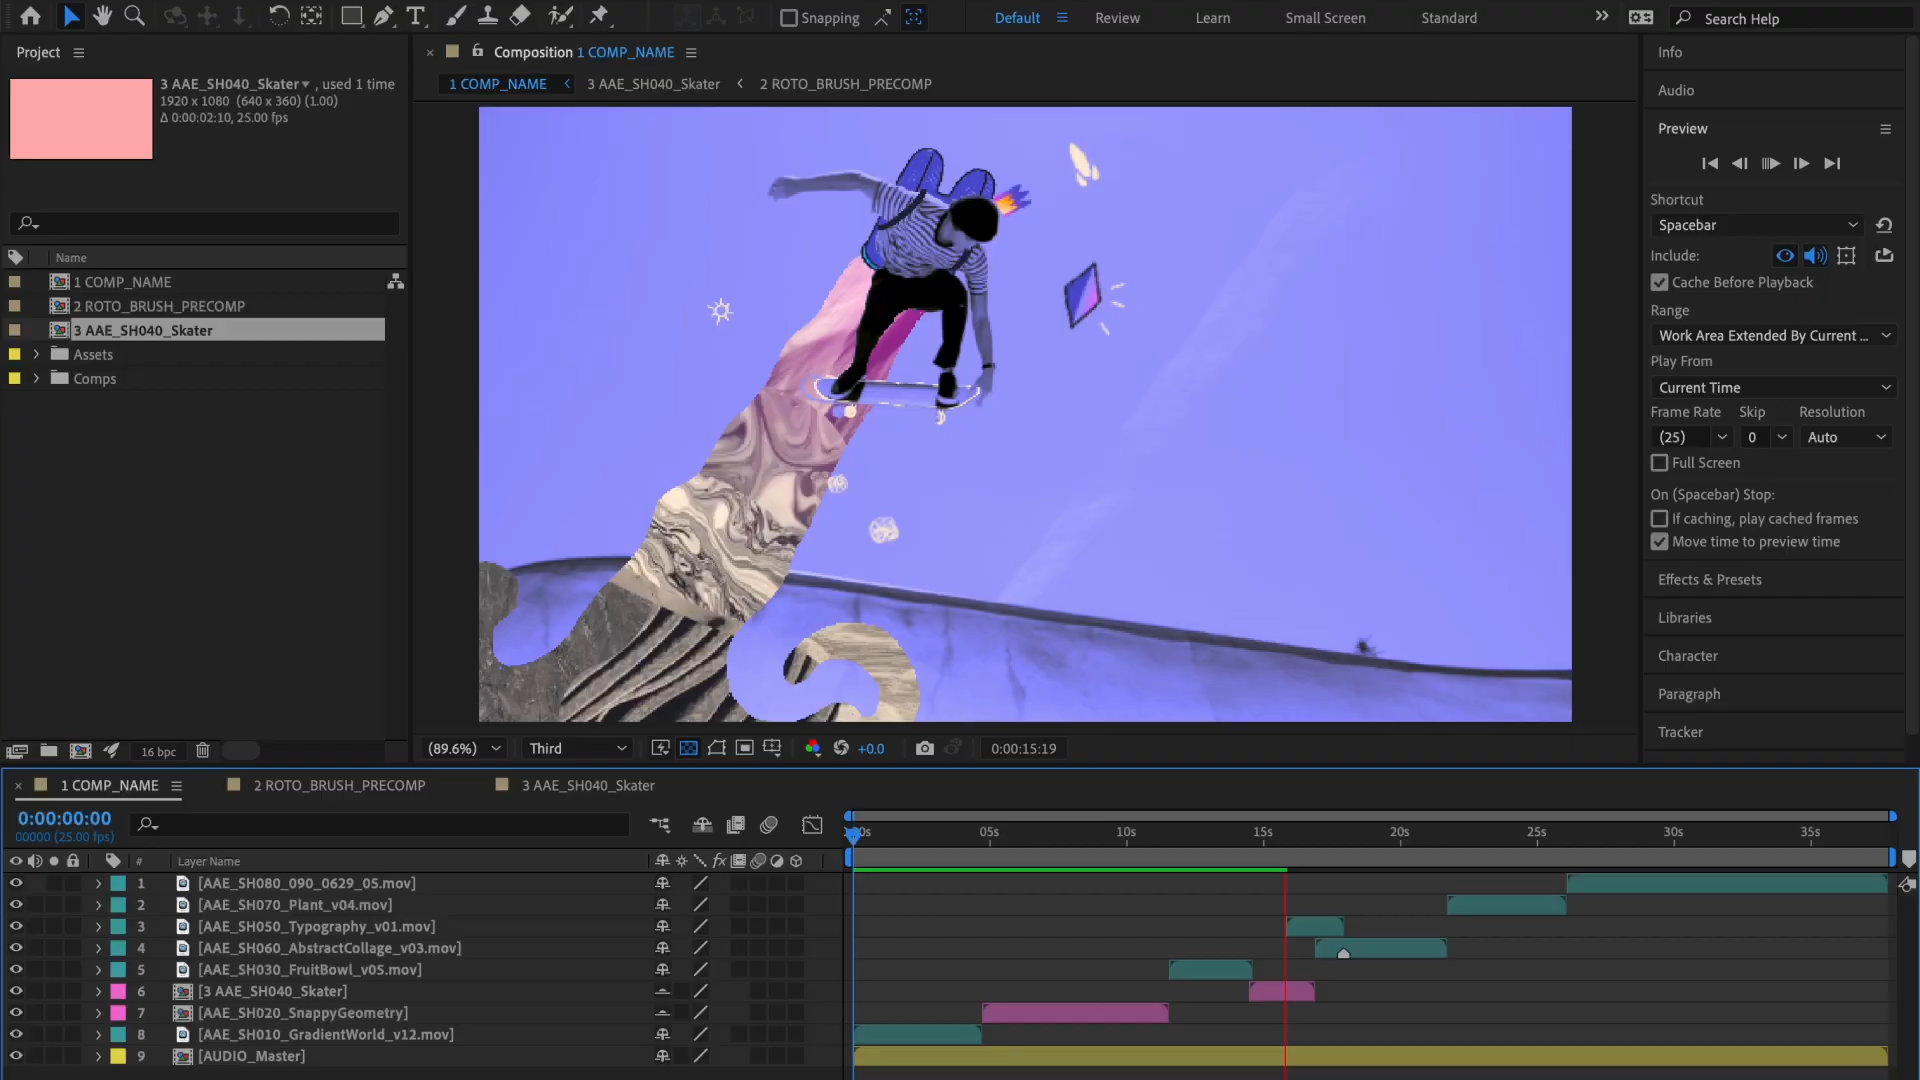 Snapping
Default
Review
Learn
Small Screen
Standard
Search Help
Project
3 AAE_SH040_Skater , used 1 time
1920 x 1080 (640 x 360) (1.00)
Δ 0:00:02:10, 25.00 fps
Name
1 COMP_NAME
2 ROTO_BRUSH_PRECOMP
3 AAE_SH040_Skater
Assets
Comps
16 bpc
Composition 1 COMP_NAME
1 COMP_NAME
3 AAE_SH040_Skater
2 ROTO_BRUSH_PRECOMP
(89.6%)
Third
+0.0
0:00:15:19
Info
Audio
Preview
Shortcut
Spacebar
Include:
Cache Before Playback
Range
Work Area Extended By Current ...
Play From
Current Time
Frame Rate Skip Resolution
(25) 0 Auto
Full Screen
On (Spacebar) Stop:
If caching, play cached frames
Move time to preview time
Effects & Presets
Libraries
Character
Paragraph
Tracker
1 COMP_NAME
2 ROTO_BRUSH_PRECOMP
3 AAE_SH040_Skater
0:00:00:00
00000 (25.00 fps)
05s 10s 15s 20s 25s 30s 35s
# Layer Name fx
1 [AAE_SH080_090_0629_05.mov]
2 [AAE_SH070_Plant_v04.mov]
3 [AAE_SH050_Typography_v01.mov]
4 [AAE_SH060_AbstractCollage_v03.mov]
5 [AAE_SH030_FruitBowl_v05.mov]
6 [3 AAE_SH040_Skater]
7 [AAE_SH020_SnappyGeometry]
8 [AAE_SH010_GradientWorld_v12.mov]
9 [AUDIO_Master]